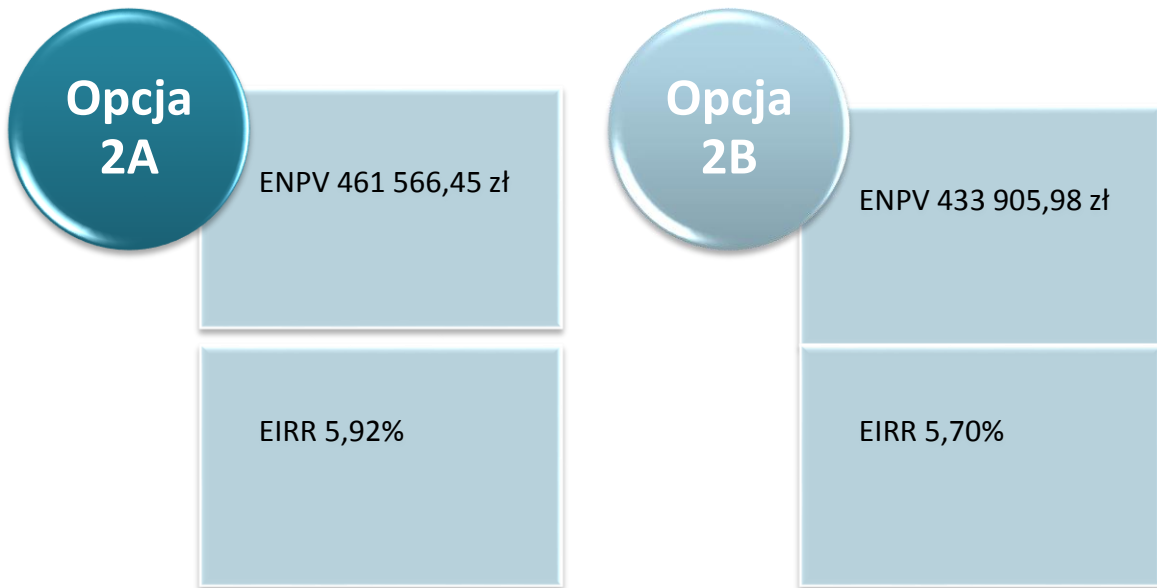 Opcja
2A
ENPV 461 566,45 zł
EIRR 5,92%
Opcja
2B
ENPV 433 905,98 zł
EIRR 5,70%